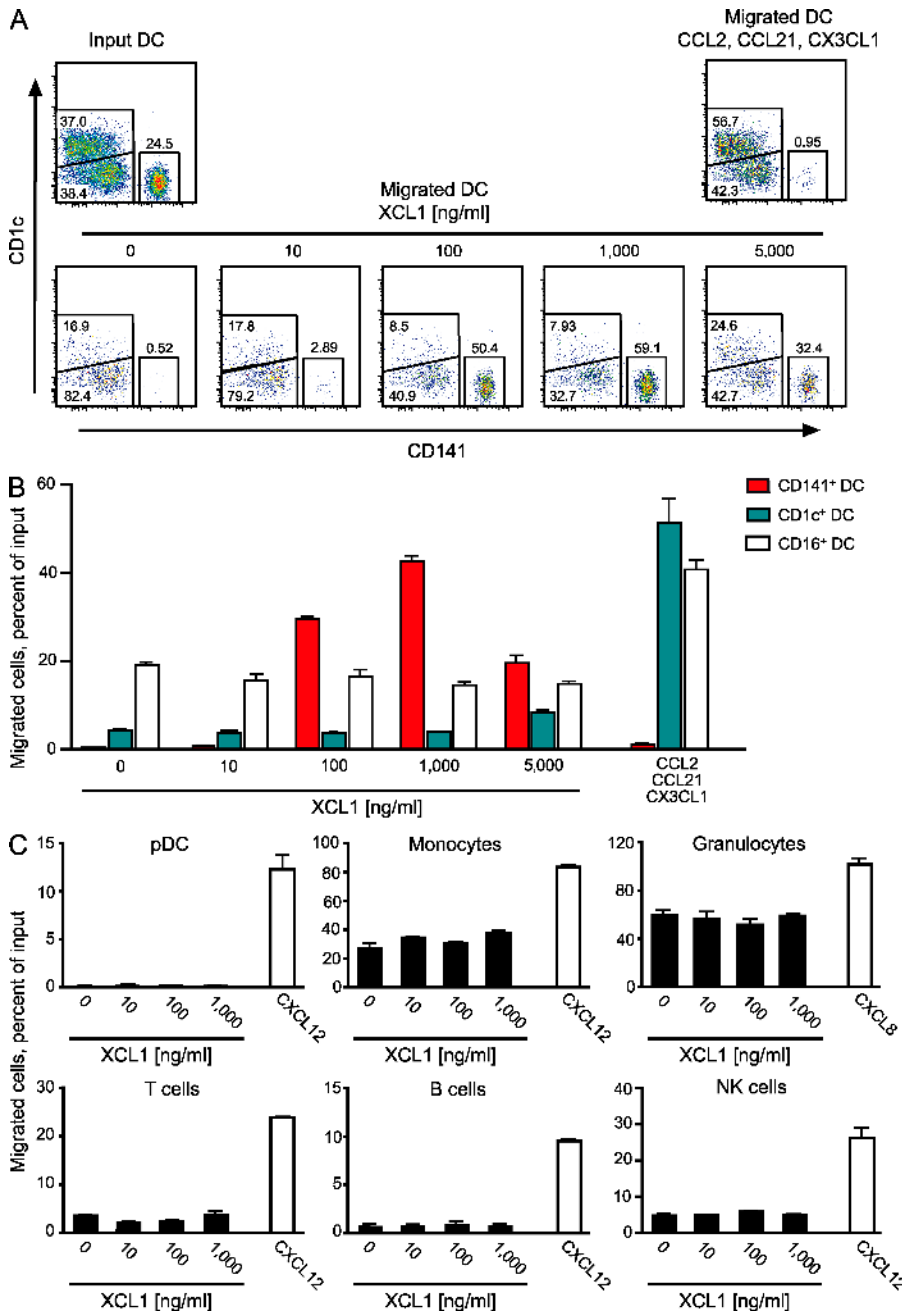 A
Input DC
Migrated DC
CCL2, CCL21, CX3CL1
CD1c
37.0
24.5
38.4
56.7
0.95
42.3
Migrated DC
XCL1 [ng/ml]
0 10 100 1,000 5,000
16.9 0.52 82.4
17.8 2.89 79.2
8.5 50.4 40.9
7.93 59.1 32.7
24.6 32.4 42.7
CD141
B
Migrated cells, percent of input
60
40
20
0
CD141+ DC
CD1c+ DC
CD16+ DC
0 10 100 1,000 5,000
XCL1 [ng/ml]
CCL2
CCL21
CX3CL1
C
Migrated cells, percent of input
pDC
15
10
5
0
0 10 100 1,000 CXCL12
XCL1 [ng/ml]
Monocytes
100
80
60
40
20
0
0 10 100 1,000 CXCL12
XCL1 [ng/ml]
Granulocytes
120
80
60
0
0 10 100 1,000 CXCL8
XCL1 [ng/ml]
T cells
30
20
10
0
0 10 100 1,000 CXCL12
XCL1 [ng/ml]
B cells
15
10
5
0
0 10 100 1,000 CXCL12
XCL1 [ng/ml]
NK cells
40
30
20
10
0
0 10 100 1,000 CXCL12
XCL1 [ng/ml]